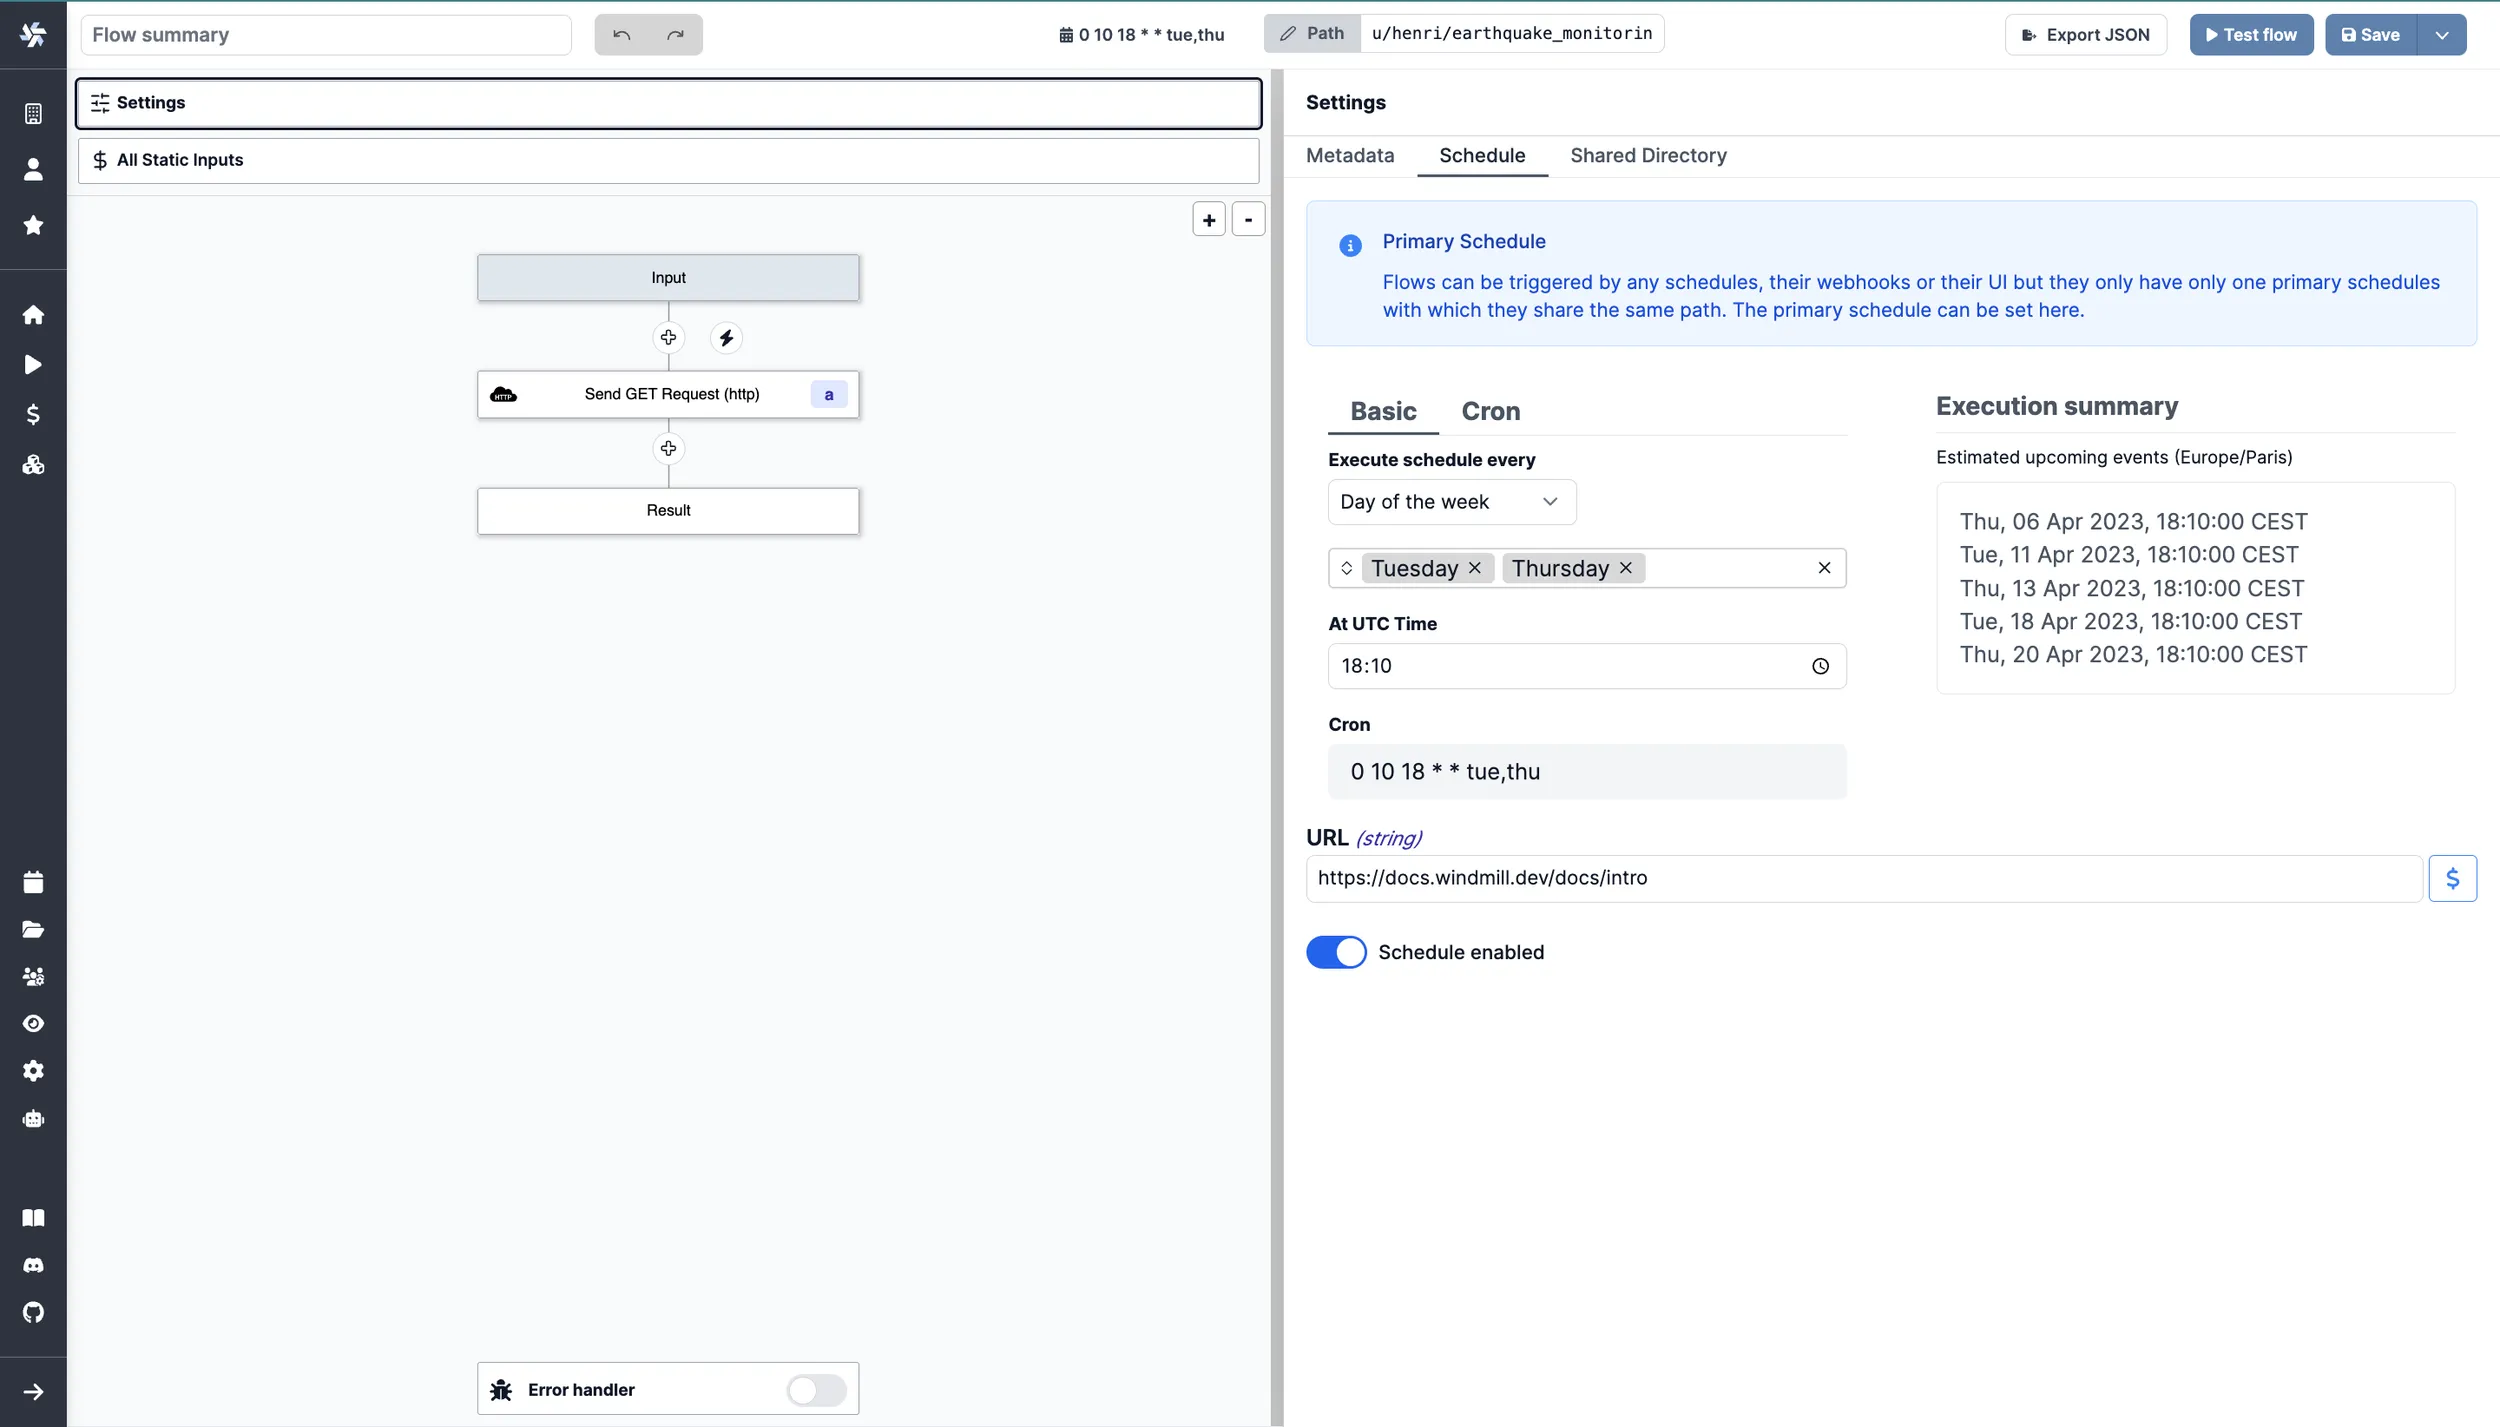 Flow summary
0 10 18 * * tue,thu
Path
u/henri/earthquake_monitorin
Export JSON
Test flow
Save
Settings
All Static Inputs
+
-
Input
HTTP
Send GET Request (http)
a
Result
Error handler
Settings
Metadata
Schedule
Shared Directory
Primary Schedule
Flows can be triggered by any schedules, their webhooks or their UI but they only have only one primary schedules
with which they share the same path. The primary schedule can be set here.
Basic
Cron
Execute schedule every
Day of the week
Tuesday
Thursday
At UTC Time
18:10
Cron
0 10 18 * * tue,thu
Execution summary
Estimated upcoming events (Europe/Paris)
Thu, 06 Apr 2023, 18:10:00 CEST
Tue, 11 Apr 2023, 18:10:00 CEST
Thu, 13 Apr 2023, 18:10:00 CEST
Tue, 18 Apr 2023, 18:10:00 CEST
Thu, 20 Apr 2023, 18:10:00 CEST
URL (string)
https://docs.windmill.dev/docs/intro
$
Schedule enabled